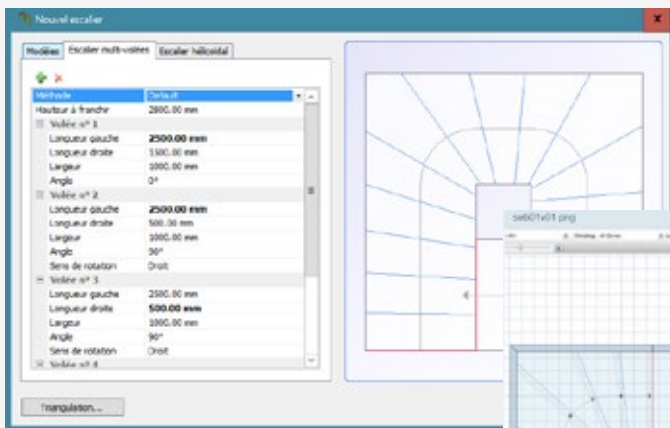 Nouvel escalier
Modèles Escalier multi-volées Escalier hélicoïdal
Méthode Default
Hauteur à franchir 2800.00 mm
Volée n° 1
Longueur gauche 2500.00 mm
Longueur droite 1500.00 mm
Largeur 1000.00 mm
Angle 0°
Volée n° 2
Longueur gauche 2500.00 mm
Longueur droite 500.00 mm
Largeur 1000.00 mm
Angle 90°
Sens de rotation Droit
Volée n° 3
Longueur gauche 2500.00 mm
Longueur droite 500.00 mm
Largeur 1000.00 mm
Angle 90°
Sens de rotation Droit
Volée n° 4
Triangulation...